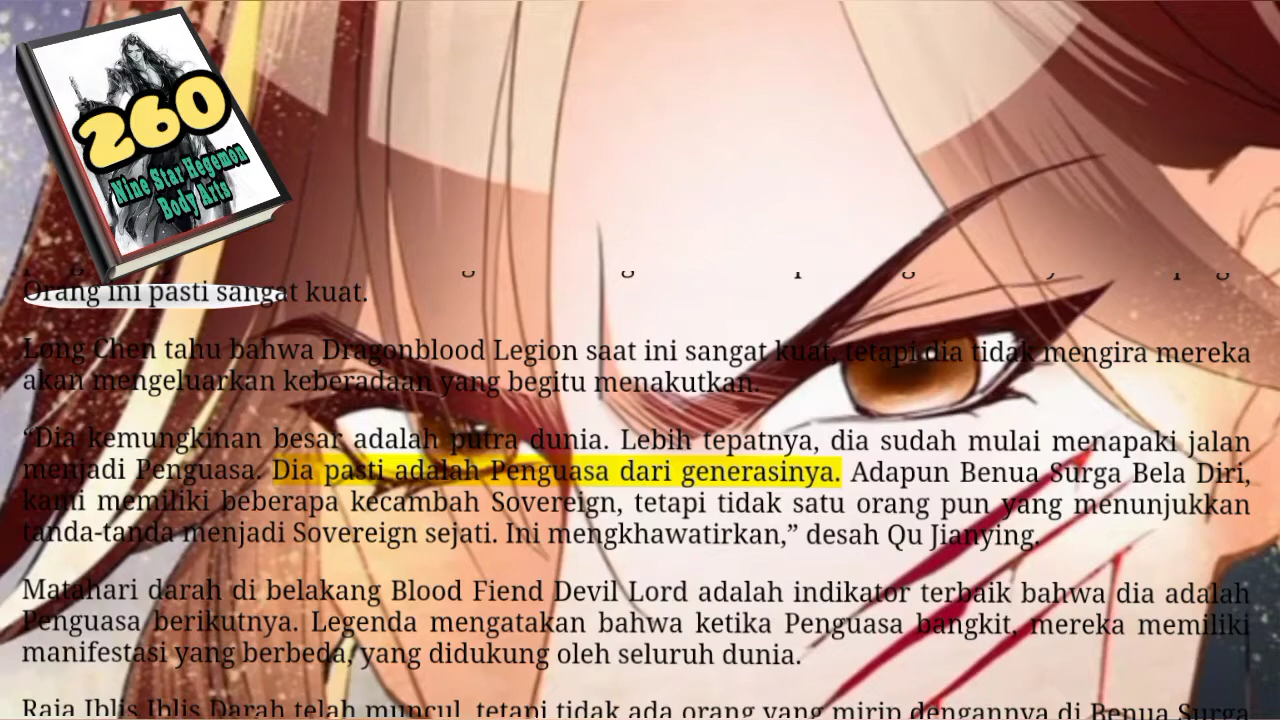 260
Nine Star Hegemon
Body Arts
Orang ini pasti sangat kuat.
Long Chen tahu bahwa Dragonblood Legion saat ini sangat kuat, tetapi dia tidak mengira mereka
akan mengeluarkan keberadaan yang begitu menakutkan.
“Dia kemungkinan besar adalah putra dunia. Lebih tepatnya, dia sudah mulai menapaki jalan
menjadi Penguasa. Dia pasti adalah Penguasa dari generasinya. Adapun Benua Surga Bela Diri,
kami memiliki beberapa kecambah Sovereign, tetapi tidak satu orang pun yang menunjukkan
tanda-tanda menjadi Sovereign sejati. Ini mengkhawatirkan,” desah Qu Jianying.
Matahari darah di belakang Blood Fiend Devil Lord adalah indikator terbaik bahwa dia adalah
Penguasa berikutnya. Legenda mengatakan bahwa ketika Penguasa bangkit, mereka memiliki
manifestasi yang berbeda, yang didukung oleh seluruh dunia.
Raja Iblis Iblis Darah telah muncul, tetapi tidak ada orang yang mirip dengannya di Benua Surga